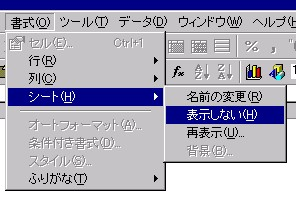 書式(O) ツール(T) データ(D) ウィンドウ(W) ヘルプ(H
セル(E)... Ctrl+1
行(R)
列(C)
シート(H)
オートフォーマット(A)...
条件付き書式(D)...
スタイル(S)...
ふりがな(T)
名前の変更(R)
表示しない(H)
再表示(U)...
背景(B)...
% ,
fx A Z Z A